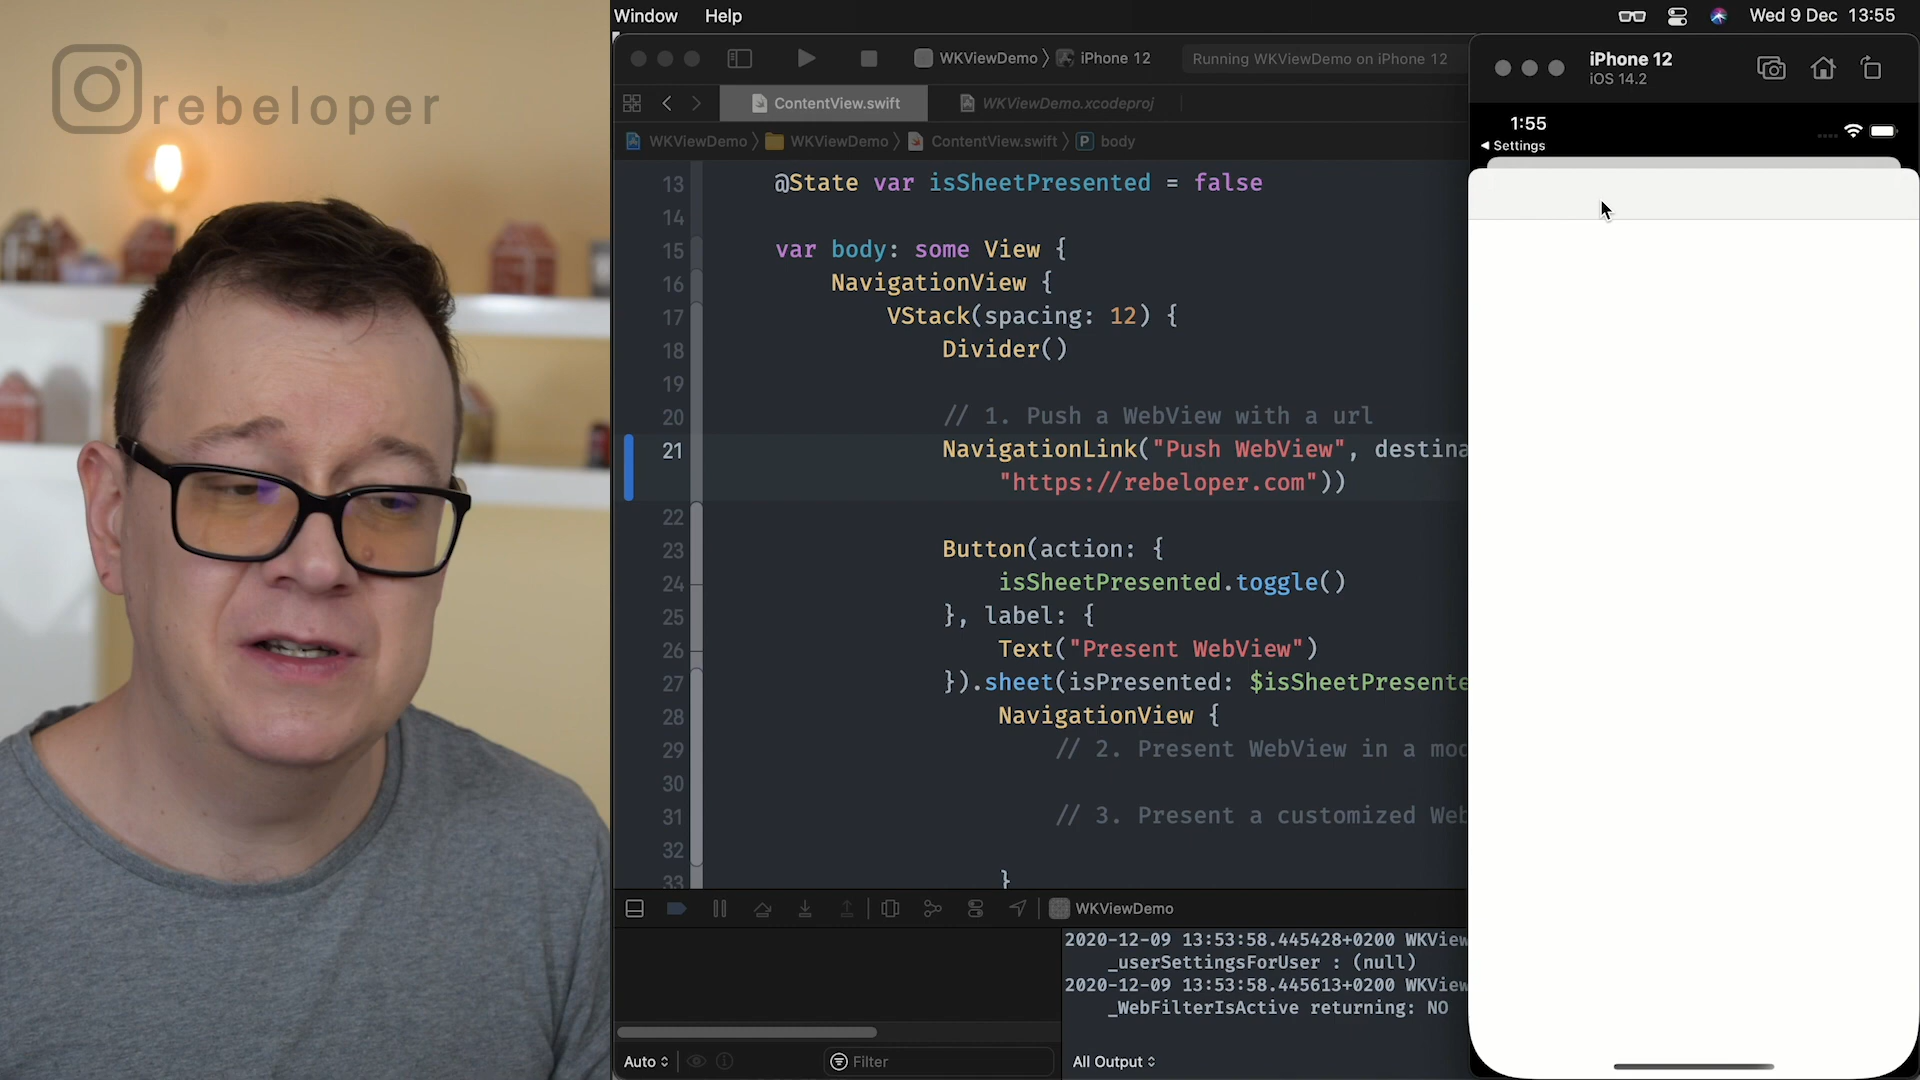 rebeloper
Window Help
Wed 9 Dec 13:55
WKViewDemo 〉 iPhone 12
Running WKViewDemo on iPhone 12
iPhone 12
iOS 14.2
ContentView.swift
WKViewDemo.xcodeproj
WKViewDemo 〉 WKViewDemo 〉 ContentView.swift 〉 P body
1:55
Settings
13 @State var isSheetPresented = false
14
15 var body: some View {
16 NavigationView {
17 VStack(spacing: 12) {
18 Divider()
19
20 // 1. Push a WebView with a url
21 NavigationLink("Push WebView", destina
"https://rebeloper.com"))
22
23 Button(action: {
24 isSheetPresented.toggle()
25 }, label: {
26 Text("Present WebView")
27 }).sheet(isPresented: $isSheetPresente
28 NavigationView {
29 // 2. Present WebView in a mo
30
31 // 3. Present a customized Web
32
33 }
WKViewDemo
2020-12-09 13:53:58.445428+0200 WKView
_userSettingsForUser : (null)
2020-12-09 13:53:58.445613+0200 WKView
_WebFilterIsActive returning: NO
Auto
Filter
All Output